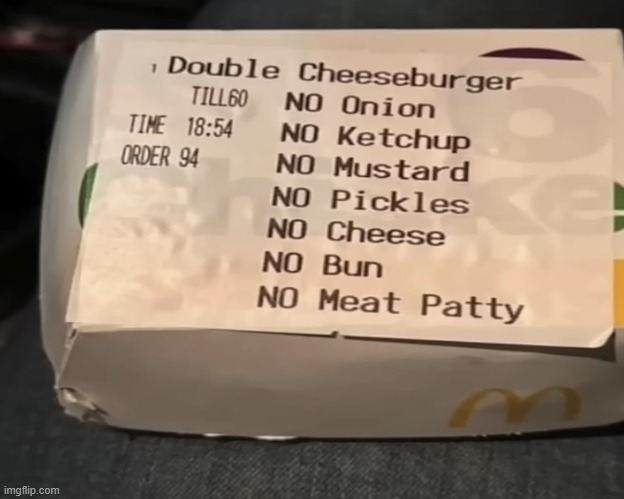 1 Double Cheeseburger
TILL60 NO Onion
TIME 18:54 NO Ketchup
ORDER 94 NO Mustard
NO Pickles
NO Cheese
NO Bun
NO Meat Patty
imgflip.com